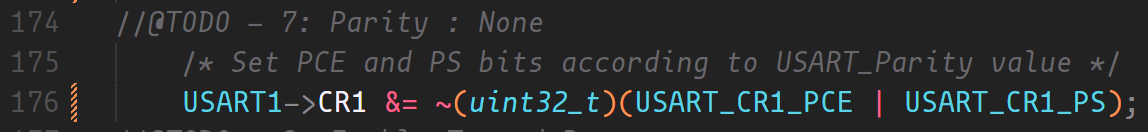 174 //@TODO - 7: Parity : None
175 /* Set PCE and PS bits according to USART_Parity value */
176 USART1->CR1 &= ~(uint32_t)(USART_CR1_PCE | USART_CR1_PS);